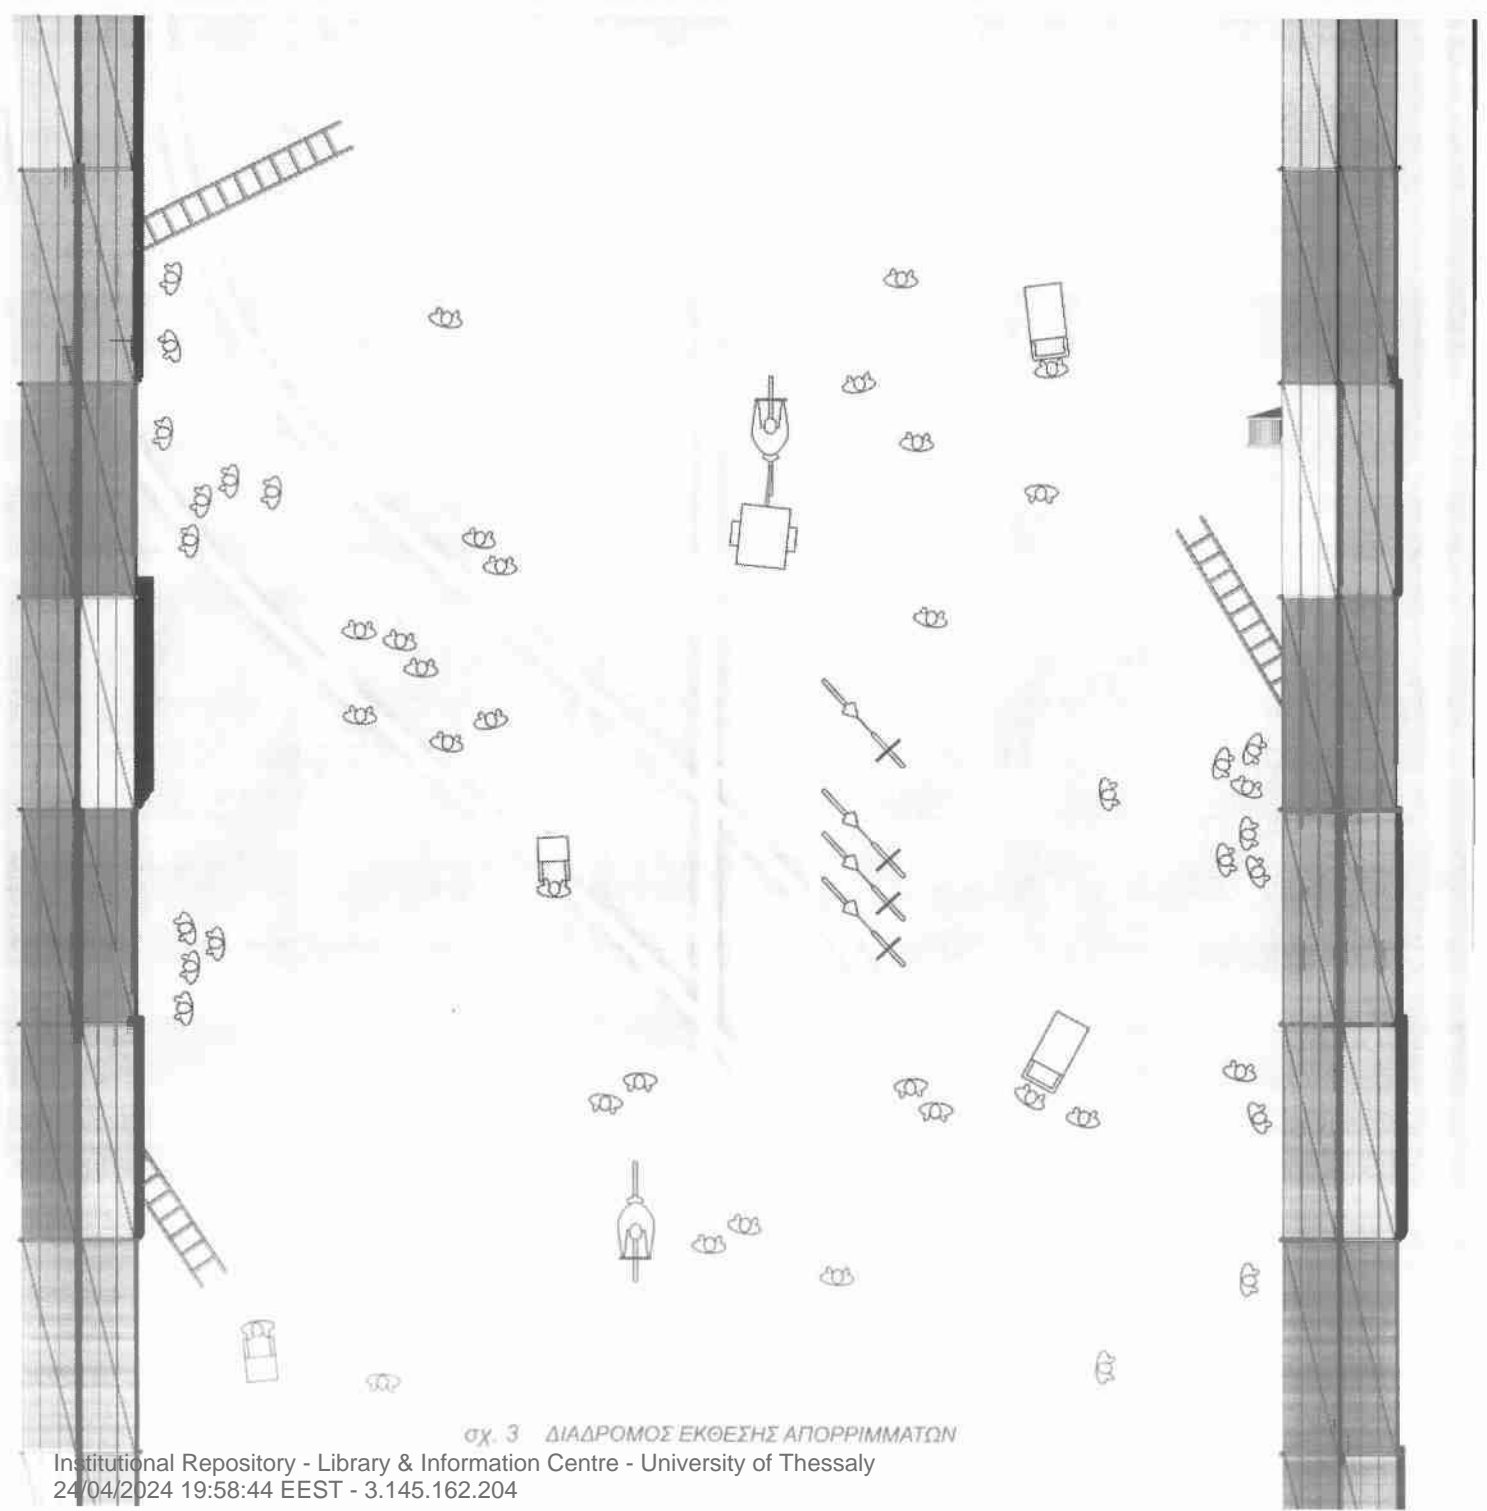 σχ. 3 ΔΙΑΔΡΟΜΟΣ ΕΚΘΕΣΗΣ ΑΠΟΡΡΙΜΜΑΤΩΝ
Institutional Repository - Library & Information Centre - University of Thessaly
24/04/2024 19:58:44 EEST - 3.145.162.204